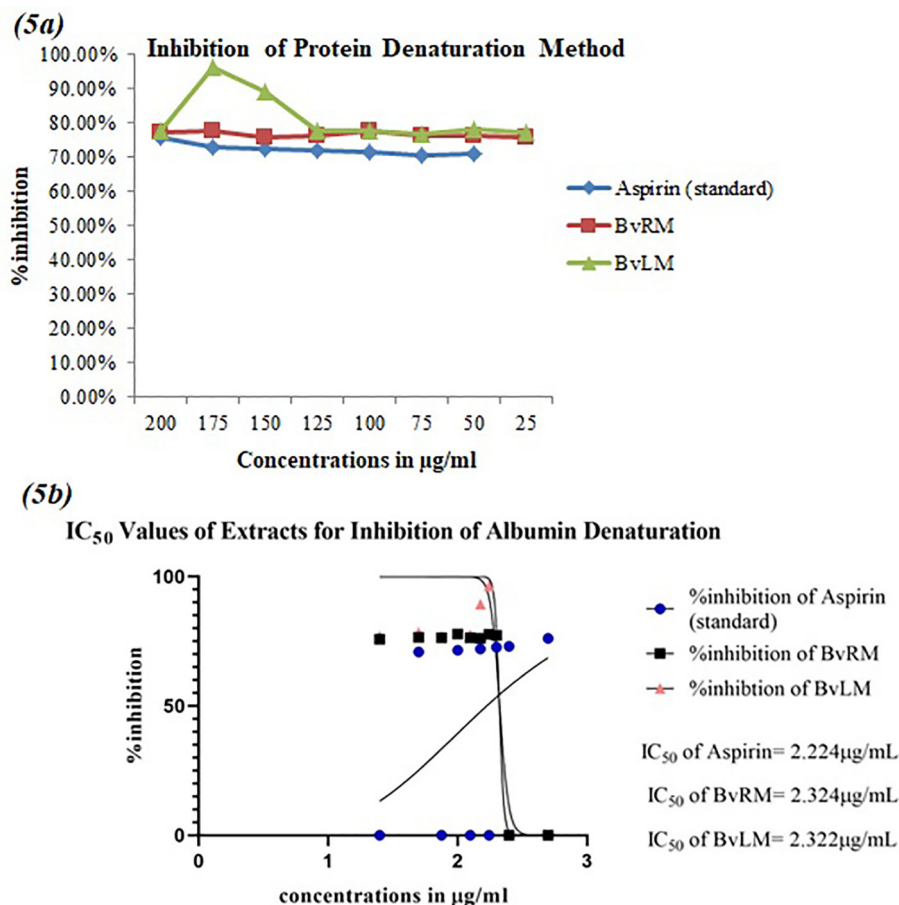 (5a)
Inhibition of Protein Denaturation Method
100.00%
90.00%
80.00%
70.00%
60.00%
50.00%
40.00%
30.00%
20.00%
10.00%
0.00%
%inhibition
200 175 150 125 100 75 50 25
Concentrations in µg/ml
Aspirin (standard)
BvRM
BvLM
(5b)
IC50 Values of Extracts for Inhibition of Albumin Denaturation
100
50
0
%inhibition
0 1 2 3
concentrations in µg/ml
%inhibition of Aspirin
(standard)
%inhibition of BvRM
%inhibtion of BvLM
IC50 of Aspirin= 2.224µg/mL
IC50 of BvRM= 2.324µg/mL
IC50 of BvLM= 2.322µg/mL